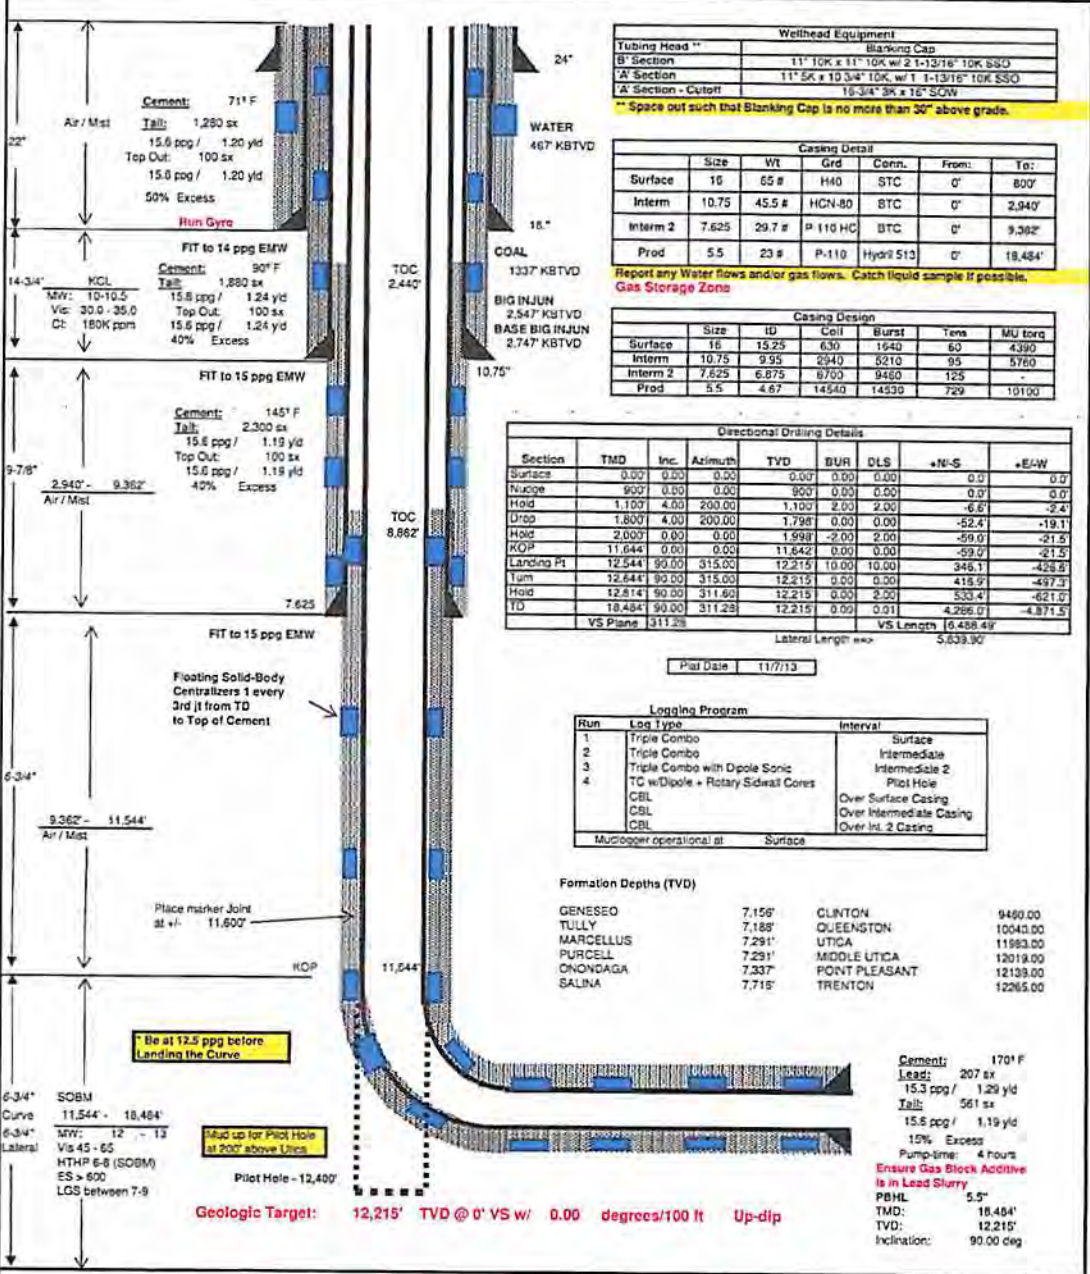 22"
Air / Mist
Cement: 71° F
Tail: 1,280 sx
15.6 ppg / 1.20 yld
Top Out: 100 sx
15.6 ppg / 1.20 yld
50% Excess
Run Gyro
24"
WATER
467' KBTVD
16."
14-3/4"
KCL
MW: 10-10.5
Vis: 30.0 - 35.0
Cl: 180K ppm
FIT to 14 ppg EMW
Cement: 90° F
Tail: 1,880 sx
15.6 ppg / 1.24 yld
Top Out: 100 sx
15.6 ppg / 1.24 yld
40% Excess
TOC
2,440'
COAL
1337' KBTVD
BIG INJUN
2,547' KBTVD
BASE BIG INJUN
2,747' KBTVD
10.75"
9-7/8"
2,940' - 9,362'
Air / Mist
FIT to 15 ppg EMW
Cement: 145° F
Tail: 2,300 sx
15.6 ppg / 1.19 yld
Top Out: 100 sx
15.6 ppg / 1.19 yld
40% Excess
TOC
8,862'
7.625
6-3/4"
9,362' - 11,544'
Air / Mist
FIT to 15 ppg EMW
Floating Solid-Body
Centralizers 1 every
3rd jt from TD
to Top of Cement
Place marker Joint
at +/- 11,600'
KOP 11,644'
* Be at 12.5 ppg before
Landing the Curve
6-3/4" SOBM
Curve 11,544' - 18,484'
6-3/4" MW: 12 - 13
Lateral Vis 45 - 65
HTHP 6-8 (SOBM)
ES > 600
LGS between 7-9
Mud up for Pilot Hole
at 200' above Utica
Pilot Hole - 12,400'
Geologic Target: 12,215' TVD @ 0' VS w/ 0.00 degrees/100 ft Up-dip
Wellhead Equipment
Tubing Head ** Blanking Cap
B' Section 11" 10K x 11" 10K w/ 2 1-13/16" 10K SSO
'A' Section 11" 5K x 10 3/4" 10K, w/ 1 1-13/16" 10K SSO
'A' Section - Cutoff 16-3/4" 3K x 16" SOW
** Space out such that Blanking Cap is no more than 30" above grade.
Casing Detail
Size Wt Grd Conn. From: To:
Surface 16 65 # H40 STC 0' 800'
Interm 10.75 45.5 # HCN-80 BTC 0' 2,940'
Interm 2 7.625 29.7 # P-110 HC BTC 0' 9,362'
Prod 5.5 23 # P-110 Hydril 513 0' 18,484'
Report any Water flows and/or gas flows. Catch liquid sample if possible.
Gas Storage Zone
Casing Design
Size ID Coll Burst Tens MU torq
Surface 16 15.25 630 1640 60 4390
Interm 10.75 9.95 2940 5210 95 5760
Interm 2 7.625 6.875 6700 9460 125 -
Prod 5.5 4.67 14540 14530 729 10100
Directional Drilling Details
Section TMD Inc. Azimuth TVD BUR DLS +N/-S +E/-W
Surface 0.00' 0.00 0.00 0.00' 0.00 0.00 0.0' 0.0'
Nudge 900' 0.00 0.00 900' 0.00 0.00 0.0' 0.0'
Hold 1,100' 4.00 200.00 1,100' 2.00 2.00 -6.6' -2.4'
Drop 1,800' 4.00 200.00 1,798' 0.00 0.00 -52.4' -19.1'
Hold 2,000' 0.00 0.00 1,998' -2.00 2.00 -59.0' -21.5'
KOP 11,644' 0.00 0.00 11,642' 0.00 0.00 -59.0' -21.5'
Landing Pt 12,544' 90.00 315.00 12,215' 10.00 10.00 346.1' -426.6'
Turn 12,644' 90.00 315.00 12,215' 0.00 0.00 416.9' -497.3'
Hold 12,814' 90.00 311.60 12,215' 0.00 2.00 533.4' -621.0'
TD 18,484' 90.00 311.28 12,215' 0.00 0.01 4,286.0' -4,871.5'
VS Plane 311.28 VS Length 6,488.49'
Lateral Length ==> 5,839.90'
Plat Date 11/7/13
Logging Program
Run Log Type Interval
1 Triple Combo Surface
2 Triple Combo Intermediate
3 Triple Combo with Dipole Sonic Intermediate 2
4 TC w/Dipole + Rotary Sidwall Cores Pilot Hole
CBL Over Surface Casing
CBL Over Intermediate Casing
CBL Over Int. 2 Casing
Mudlogger operational at Surface
Formation Depths (TVD)
GENESEO 7,156' CLINTON 9460.00
TULLY 7,188' QUEENSTON 10040.00
MARCELLUS 7,291' UTICA 11983.00
PURCELL 7,291' MIDDLE UTICA 12019.00
ONONDAGA 7,337' POINT PLEASANT 12139.00
SALINA 7,715' TRENTON 12265.00
Cement: 170° F
Lead: 207 sx
15.3 ppg / 1.29 yld
Tail: 561 sx
15.6 ppg / 1.19 yld
15% Excess
Pump-time: 4 hours
Ensure Gas Block Additive
is in Lead Slurry
PBHL 5.5"
TMD: 18,484'
TVD: 12,215'
Inclination: 90.00 deg